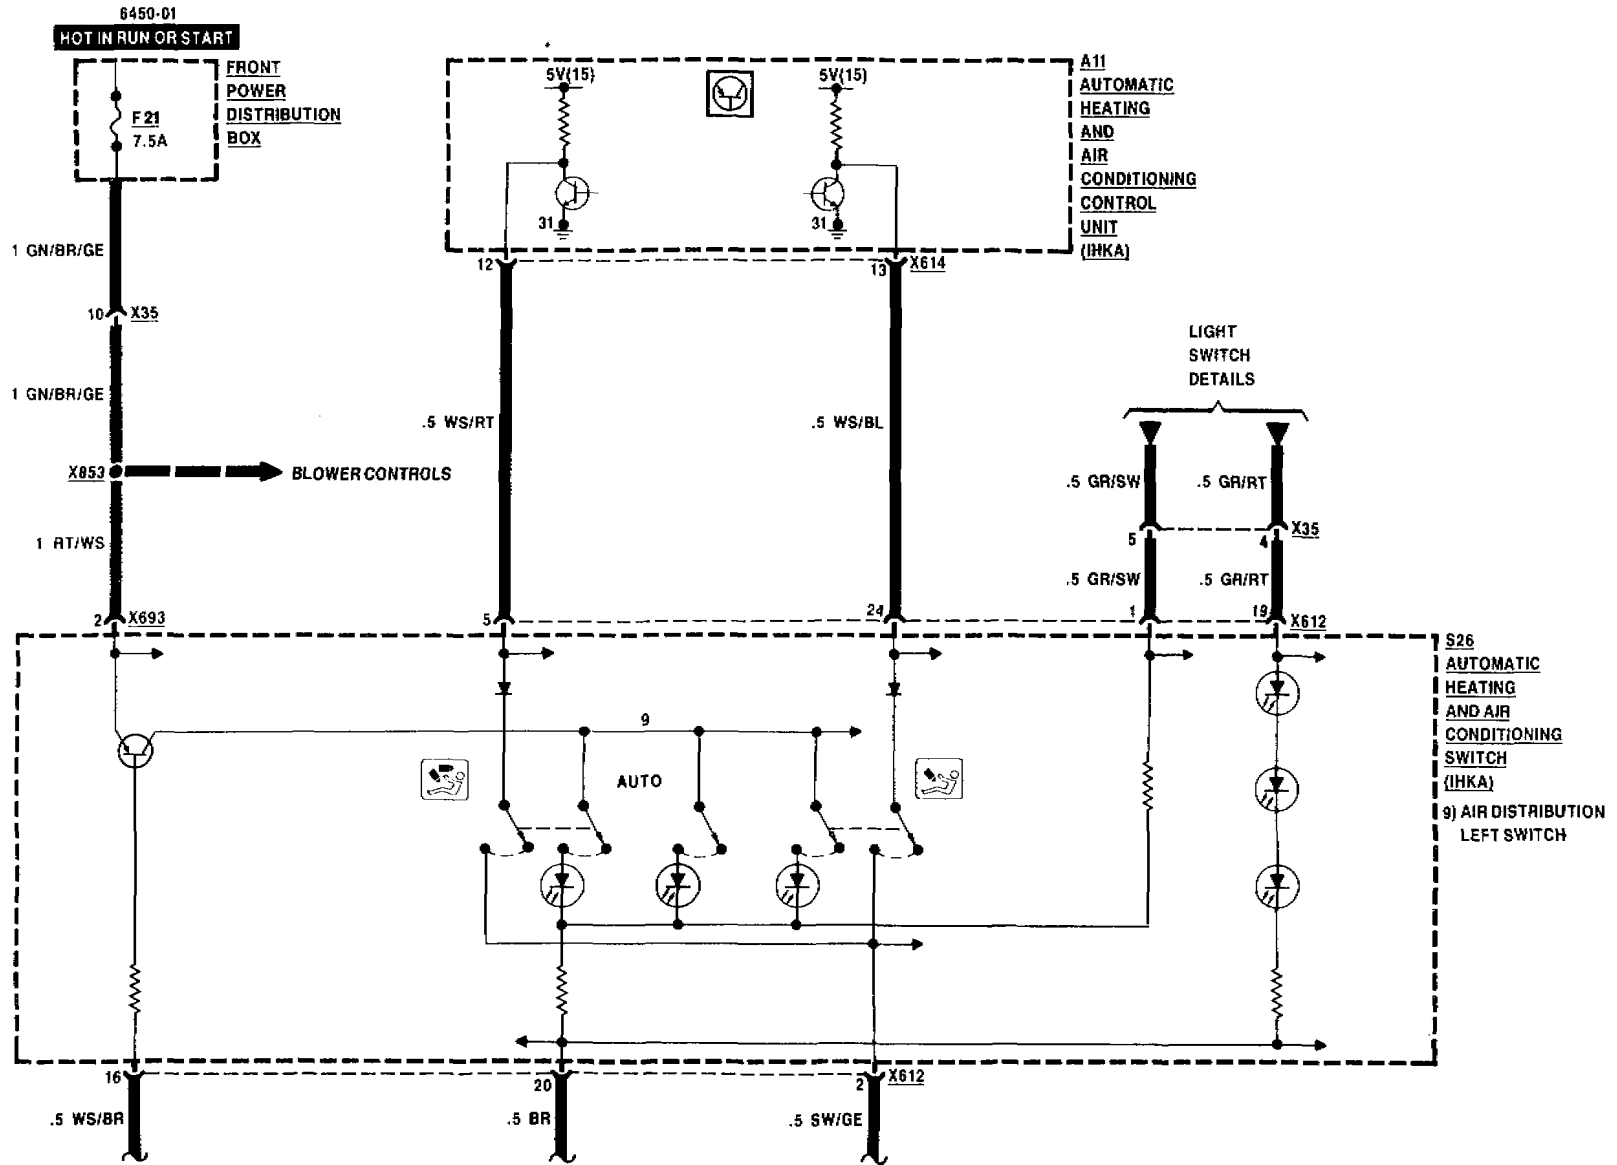 6450-01
HOT IN RUN OR START
FRONT
POWER
DISTRIBUTION
BOX
F 21
7.5A
5V(15)
5V(15)
31
31
A11
AUTOMATIC
HEATING
AND
AIR
CONDITIONING
CONTROL
UNIT
(IHKA)
1 GN/BR/GE
12
13
X614
10
X35
LIGHT
SWITCH
DETAILS
1 GN/BR/GE
.5 WS/RT
.5 WS/BL
X853
BLOWER CONTROLS
.5 GR/SW
.5 GR/RT
5
4
X35
1 RT/WS
.5 GR/SW
.5 GR/RT
2
X693
5
24
1
19
X612
S26
AUTOMATIC
HEATING
AND AIR
CONDITIONING
SWITCH
(IHKA)
9) AIR DISTRIBUTION
LEFT SWITCH
9
AUTO
16
20
2
X612
.5 WS/BR
.5 BR
.5 SW/GE